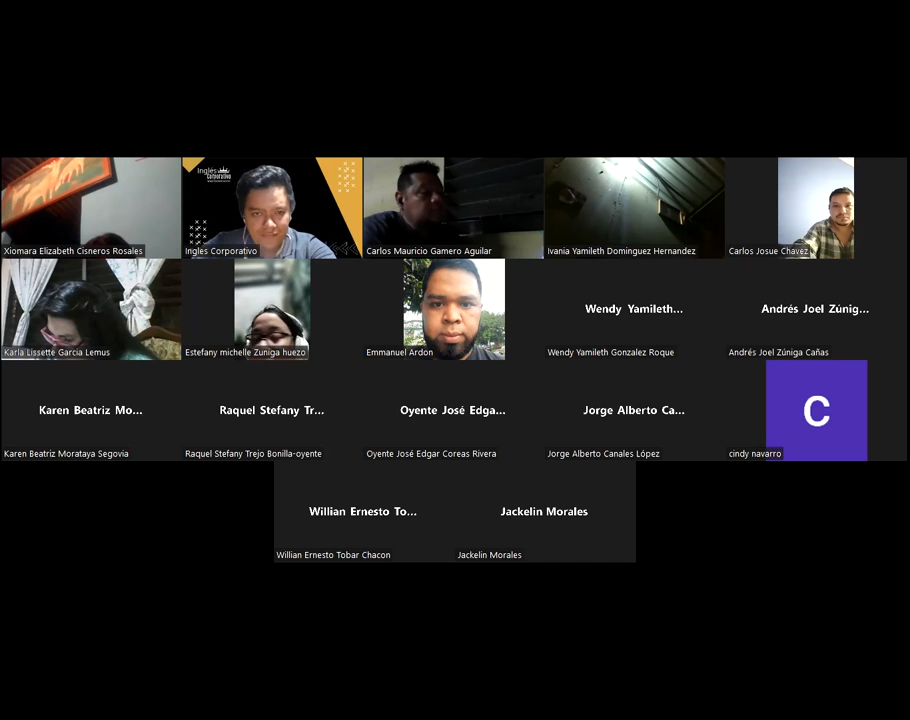 Inglés
Corporativo
Xiomara Elizabeth Cisneros Rosales
Inglés Corporativo
Carlos Mauricio Gamero Aguilar
Ivania Yamileth Dominguez Hernandez
Carlos Josue Chavez
Karla Lissette Garcia Lemus
Estefany michelle Zuniga huezo
Emmanuel Ardon
Wendy Yamileth...
Wendy Yamileth Gonzalez Roque
Andrés Joel Zúnig...
Andrés Joel Zúniga Cañas
Karen Beatriz Mo...
Karen Beatriz Morataya Segovia
Raquel Stefany Tr...
Raquel Stefany Trejo Bonilla-oyente
Oyente José Edga...
Oyente José Edgar Coreas Rivera
Jorge Alberto Ca...
Jorge Alberto Canales López
C
cindy navarro
Willian Ernesto To...
Willian Ernesto Tobar Chacon
Jackelin Morales
Jackelin Morales